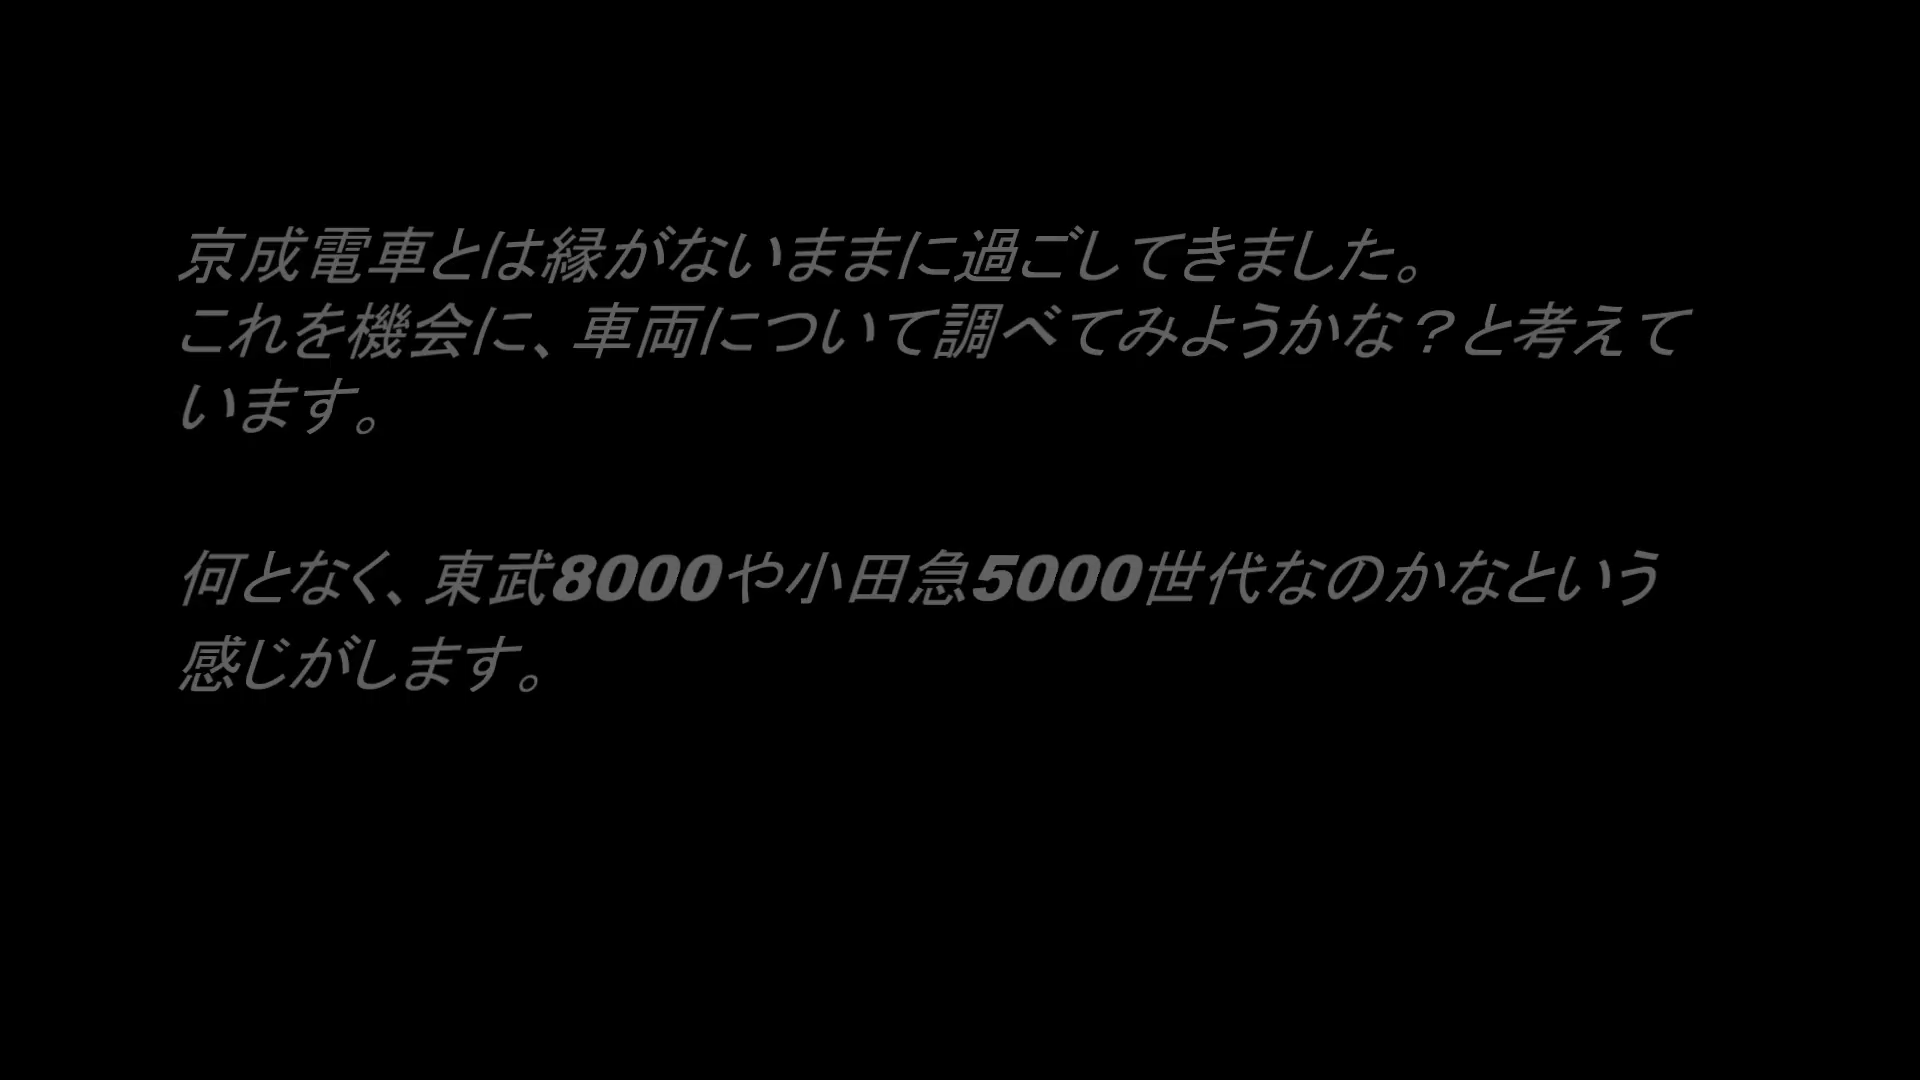 京成電車とは縁がないままに過ごしてきました。
これを機会に、車両について調べてみようかな？と考えて
います。
何となく、東武8000や小田急5000世代なのかなという
感じがします。